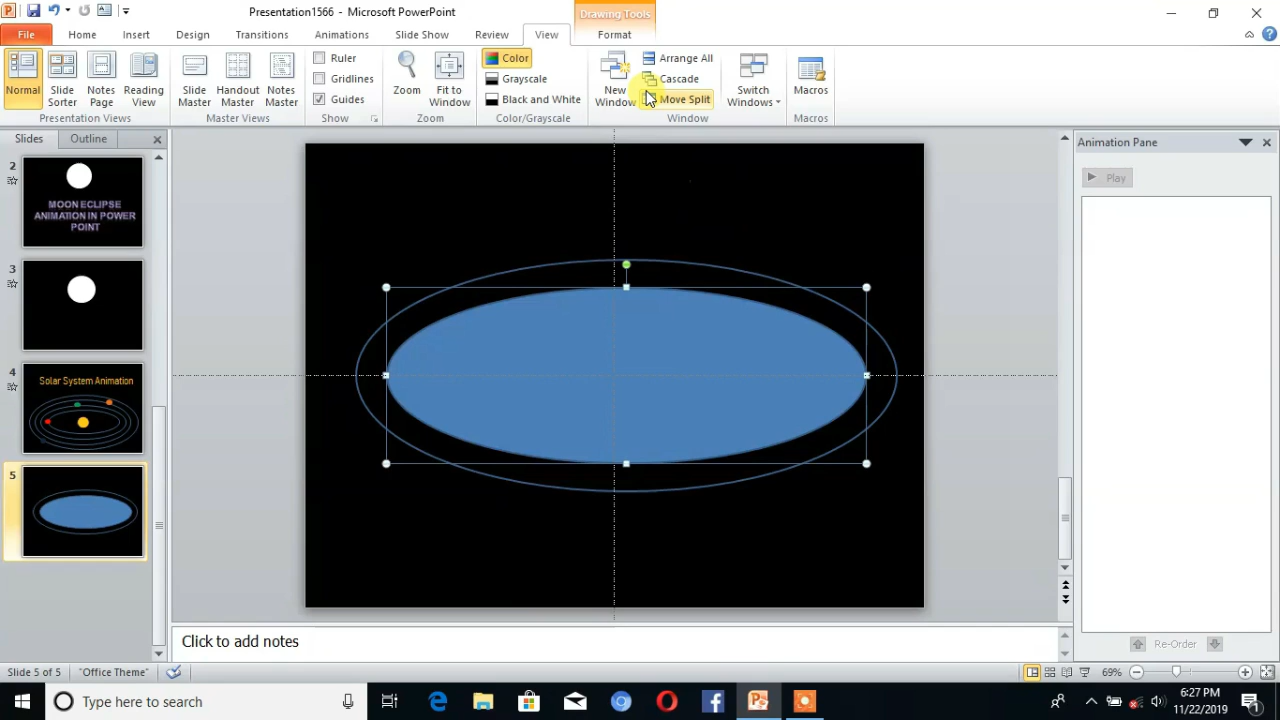 Presentation1566 - Microsoft PowerPoint
Drawing Tools
File
Home
Insert
Design
Transitions
Animations
Slide Show
Review
View
Format
Normal
Slide Sorter
Notes Page
Reading View
Presentation Views
Slide Master
Handout Master
Notes Master
Master Views
Ruler
Gridlines
Guides
Show
Zoom
Fit to Window
Zoom
Color
Grayscale
Black and White
Color/Grayscale
New Window
Arrange All
Cascade
Move Split
Switch Windows
Window
Macros
Macros
Slides
Outline
2
MOON ECLIPSE
ANIMATION IN POWER
POINT
3
4
Solar System Animation
5
Animation Pane
Play
Re-Order
Click to add notes
Slide 5 of 5
"Office Theme"
69%
Type here to search
6:27 PM
11/22/2019